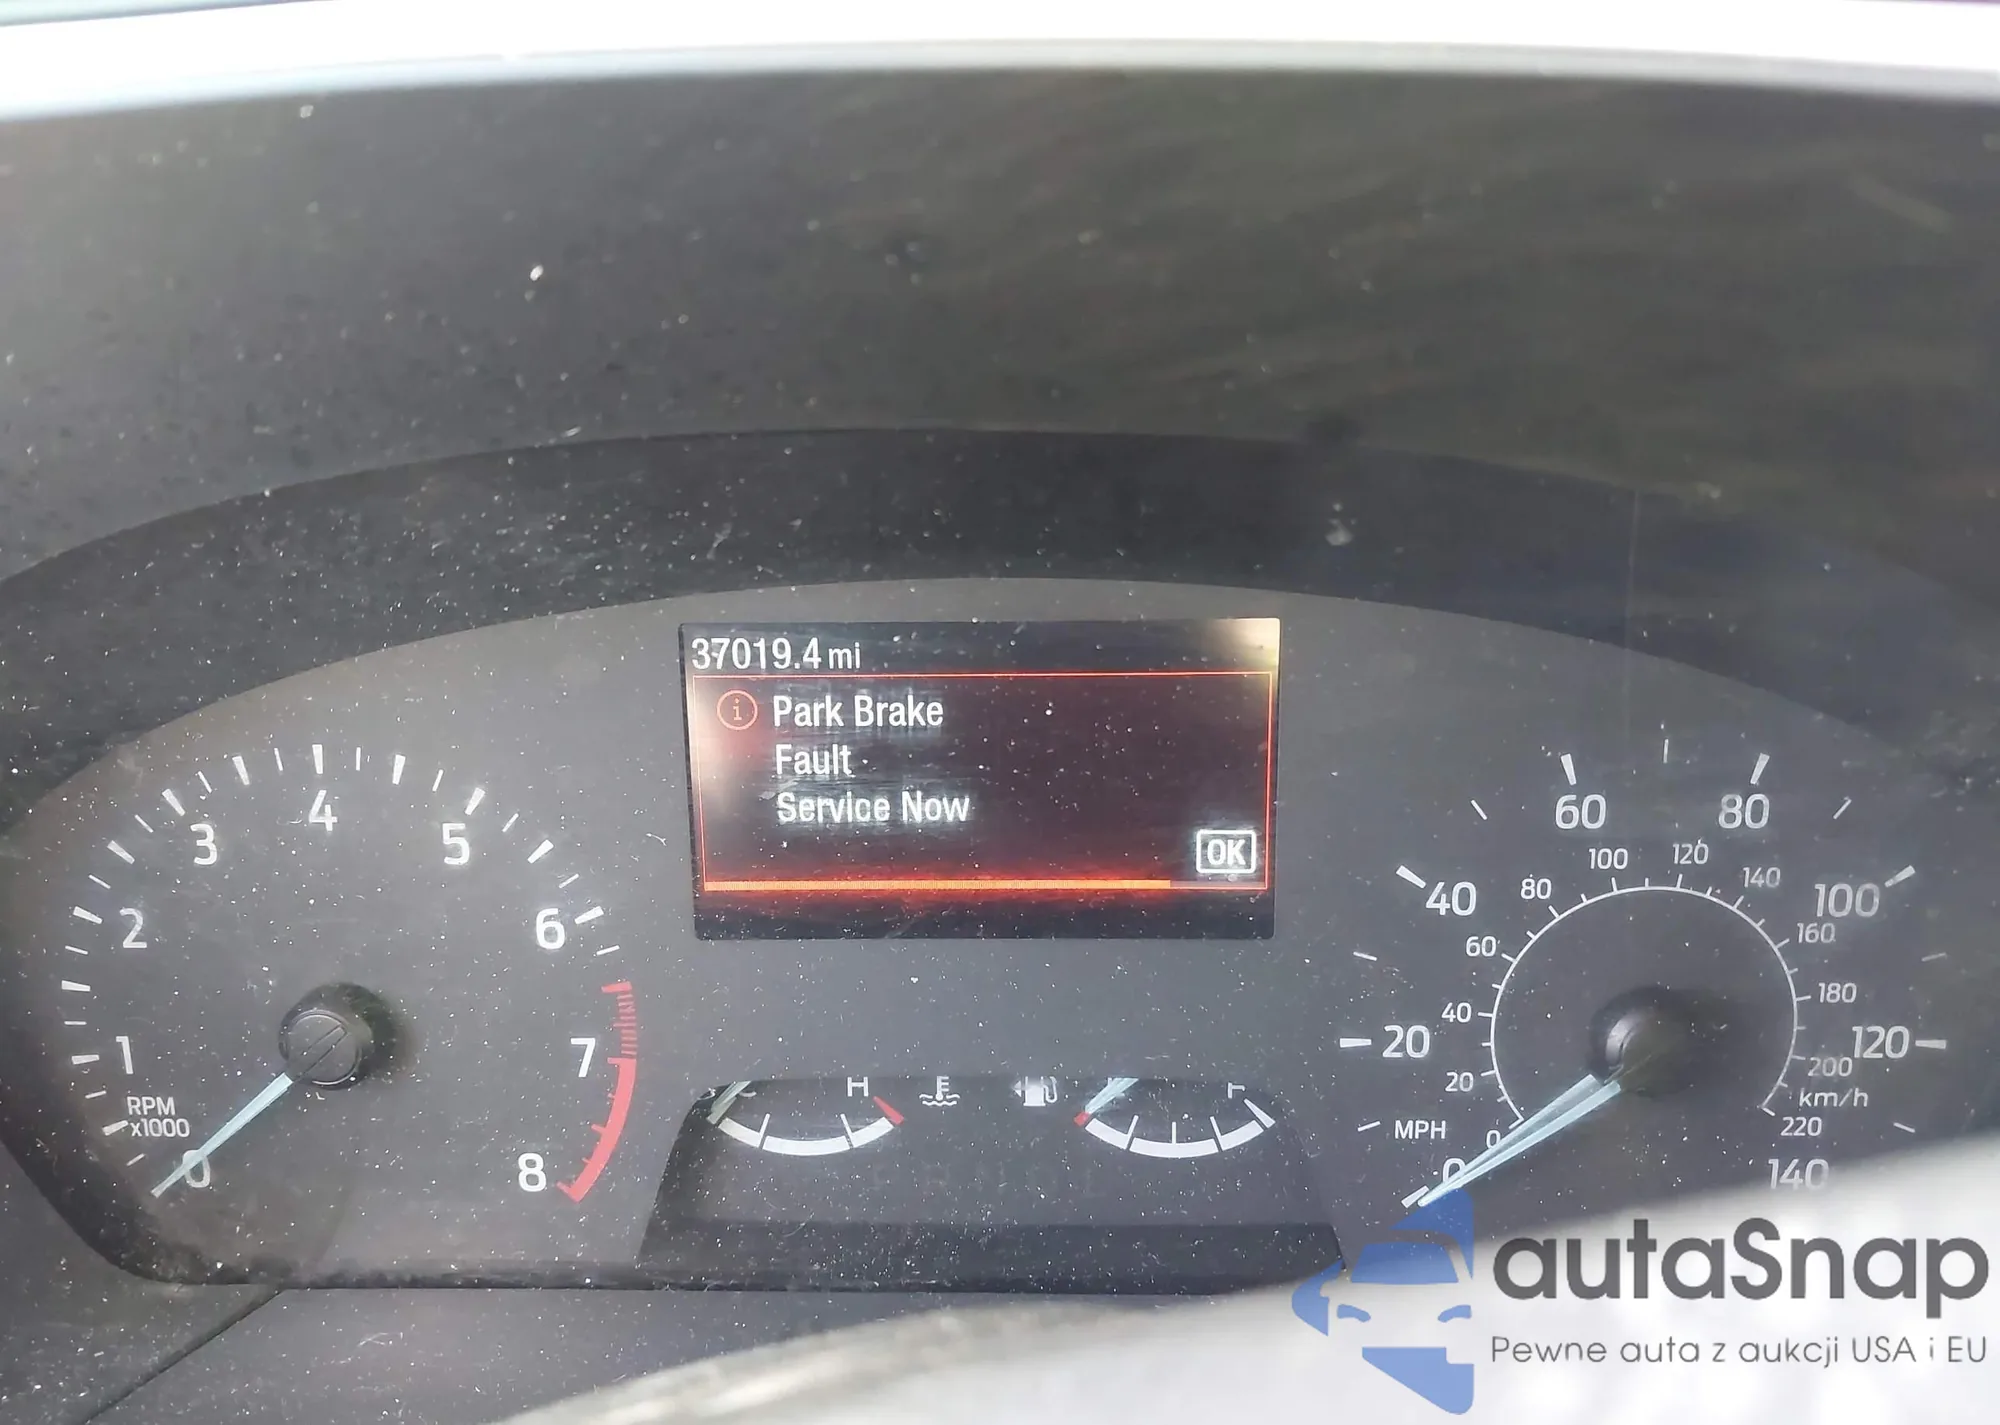 37019.4 mi
Park Brake
Fault
Service Now
OK
0
1
2
3
4
5
6
7
8
RPM
x1000
H
F
0
20
40
60
80
100
120
140
MPH
0
20
40
60
80
100
120
140
160
180
200
220
km/h
autaSnap
Pewne auta z aukcji USA i EU